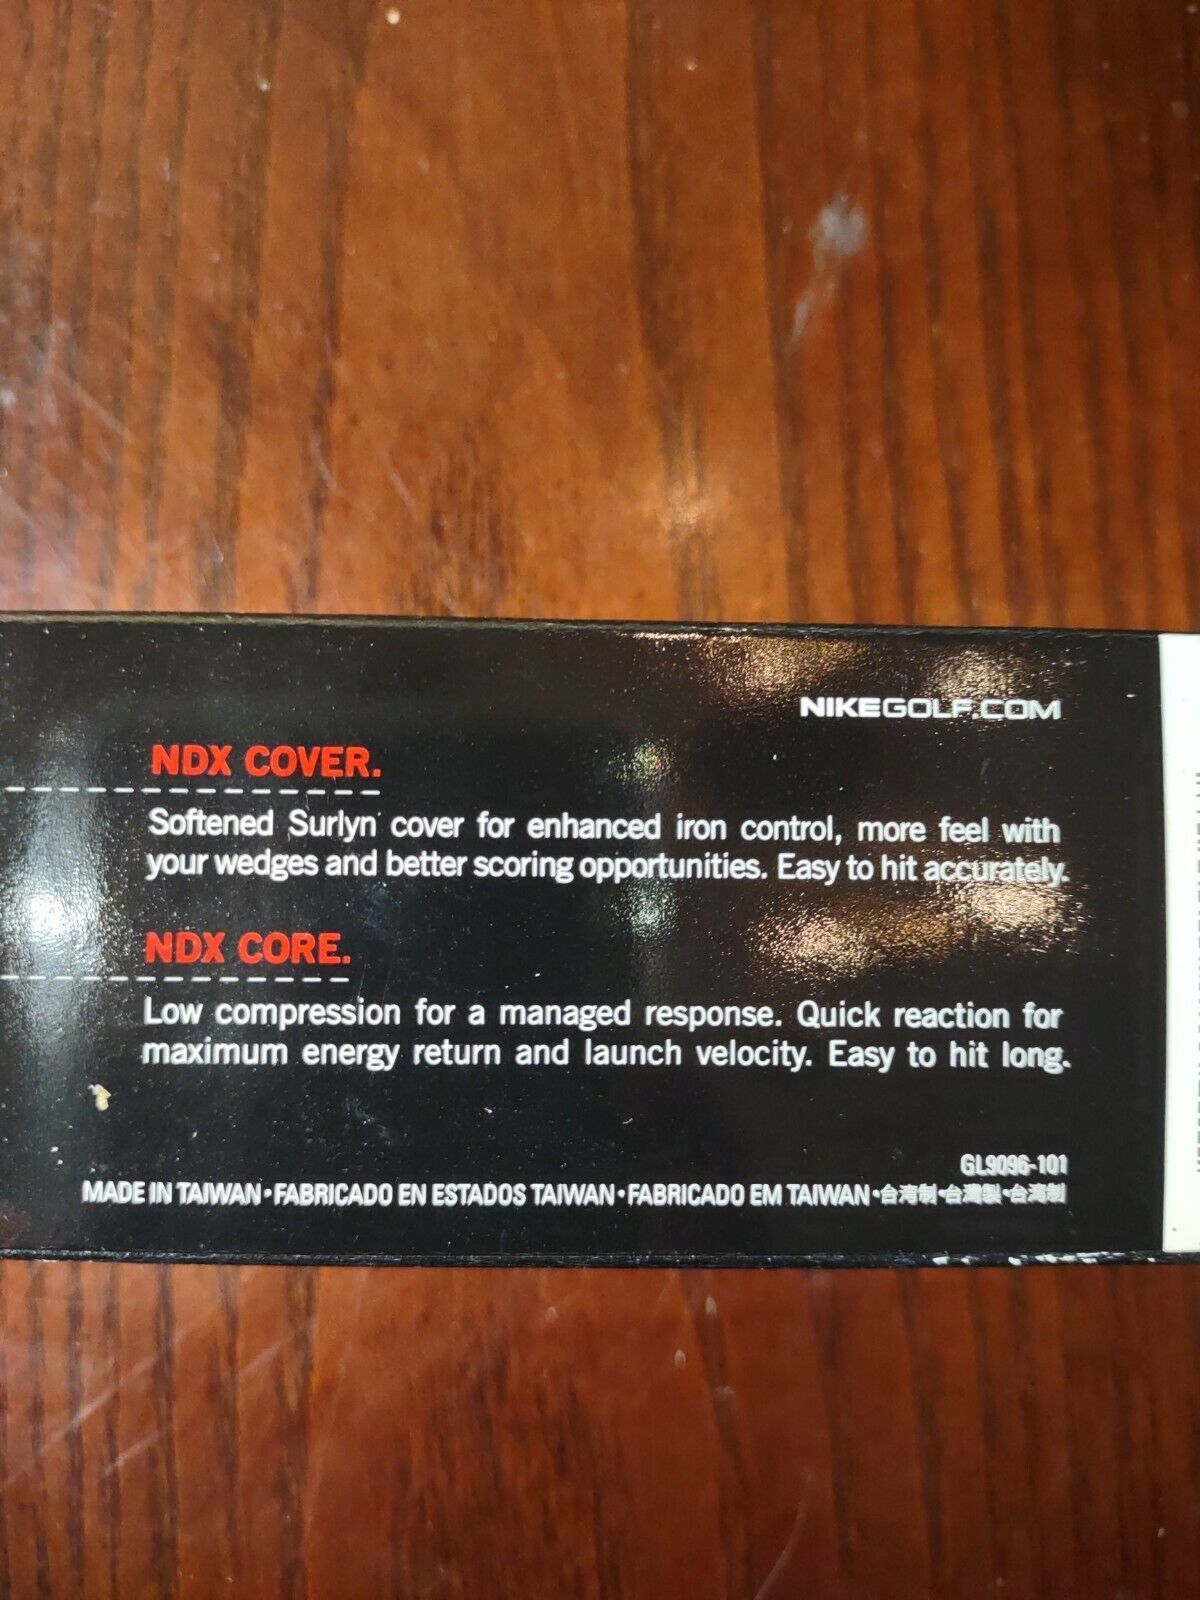 NIKEGOLF.COM
NDX COVER.
Softened Surlyn cover for enhanced iron control, more feel with
your wedges and better scoring opportunities. Easy to hit accurately.
NDX CORE.
Low compression for a managed response. Quick reaction for
maximum energy return and launch velocity. Easy to hit long.
GL9096-101
MADE IN TAIWAN•FABRICADO EN ESTADOS TAIWAN•FABRICADO EM TAIWAN•台湾制•台灣製•台湾制